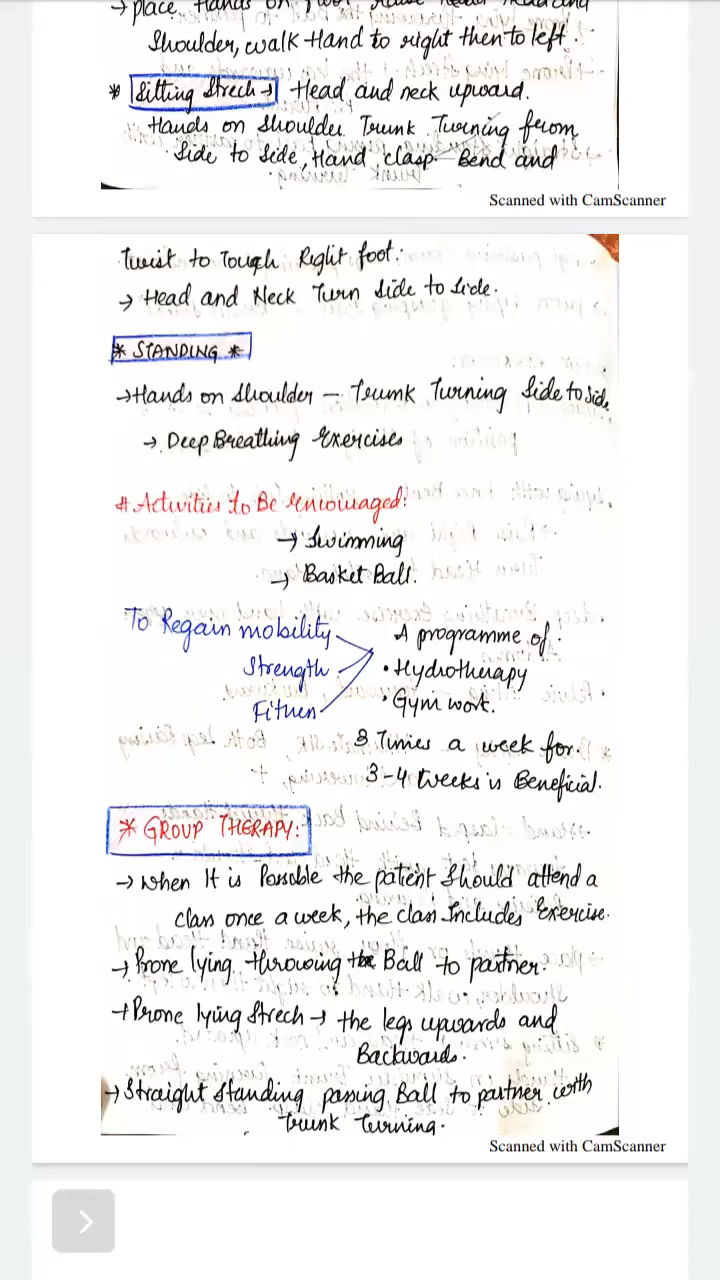 → place Hands on
Shoulder, walk Hand to right then to left.
* Sitting Strech → Head and neck upward.
Hands on Shoulder Trunk Turning from
Side to Side, Hand clasp Bend and
Scanned with CamScanner
Twist to Tough Right foot.
→ Head and Neck Turn Side to Side.
* STANDING *
→ Hands on Shoulder – Trunk Turning Side to Side
→ Deep Breathing Exercises
# Activities to Be encouraged:
→ Swimming
→ Basket Ball.
To Regain mobility
Strength
Fitness
A programme of:
• Hydrotherapy
• Gym work.
3 Times a week for
3-4 weeks is Beneficial.
* GROUP THERAPY:
→ When It is Possible the patient Should attend a
class once a week, the class Includes Exercise.
→ Prone lying throwing the Ball to partner.
→ Prone lying Strech → the legs upwards and
Backwards.
→ Straight Standing passing Ball to partner with
Trunk Turning.
Scanned with CamScanner